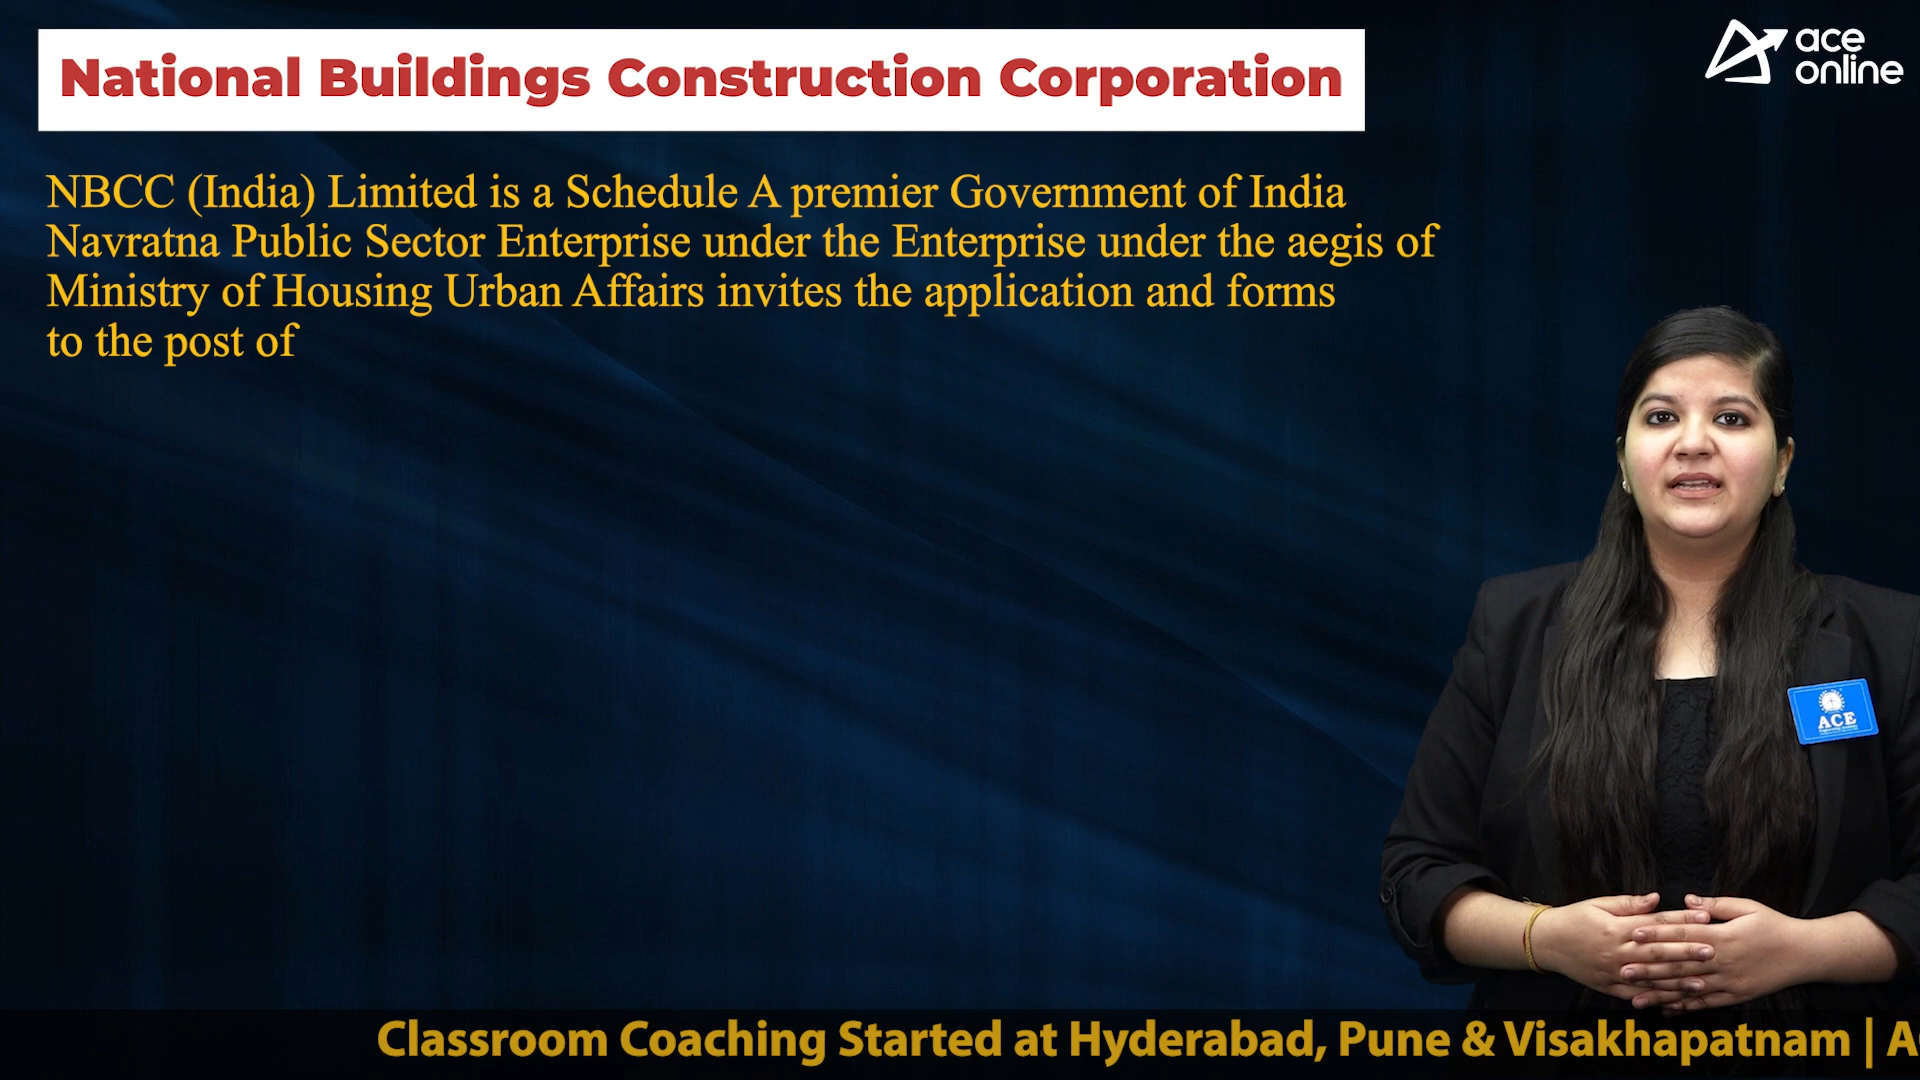 National Buildings Construction Corporation
ace
online
NBCC (India) Limited is a Schedule A premier Government of India
Navratna Public Sector Enterprise under the Enterprise under the aegis of
Ministry of Housing Urban Affairs invites the application and forms
to the post of
ACE
Classroom Coaching Started at Hyderabad, Pune & Visakhapatnam | A